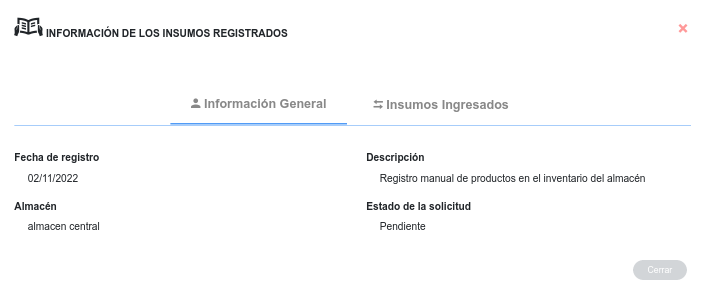 INFORMACIÓN DE LOS INSUMOS REGISTRADOS
Información General
Insumos Ingresados
Fecha de registro
02/11/2022
Descripción
Registro manual de productos en el inventario del almacén
Almacén
almacen central
Estado de la solicitud
Pendiente
Cerrar